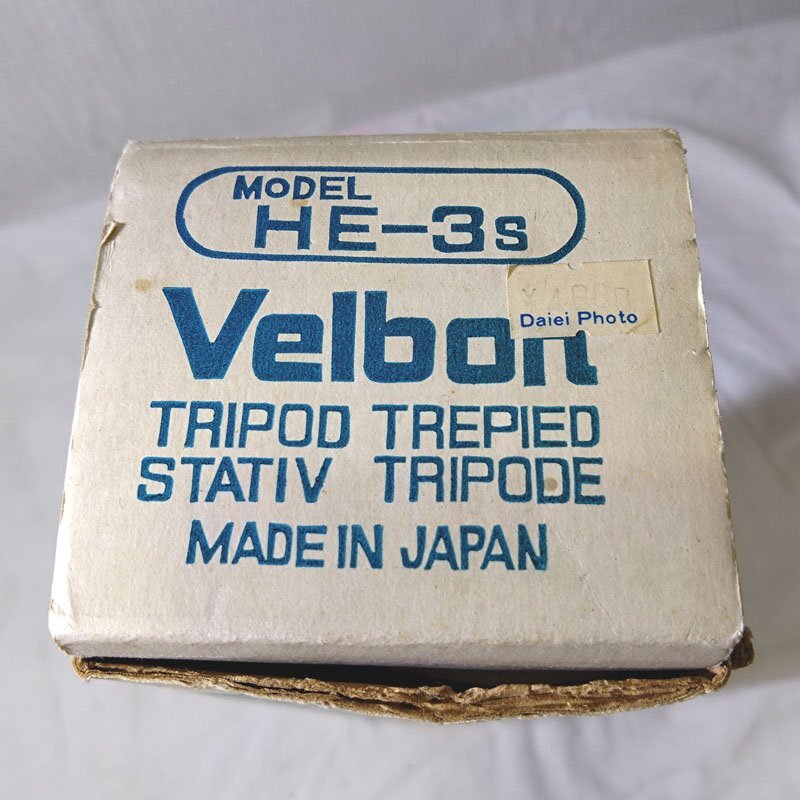 MODEL
HE-3s
Velbon
Daiei Photo
TRIPOD TREPIED
STATIV TRIPODE
MADE IN JAPAN